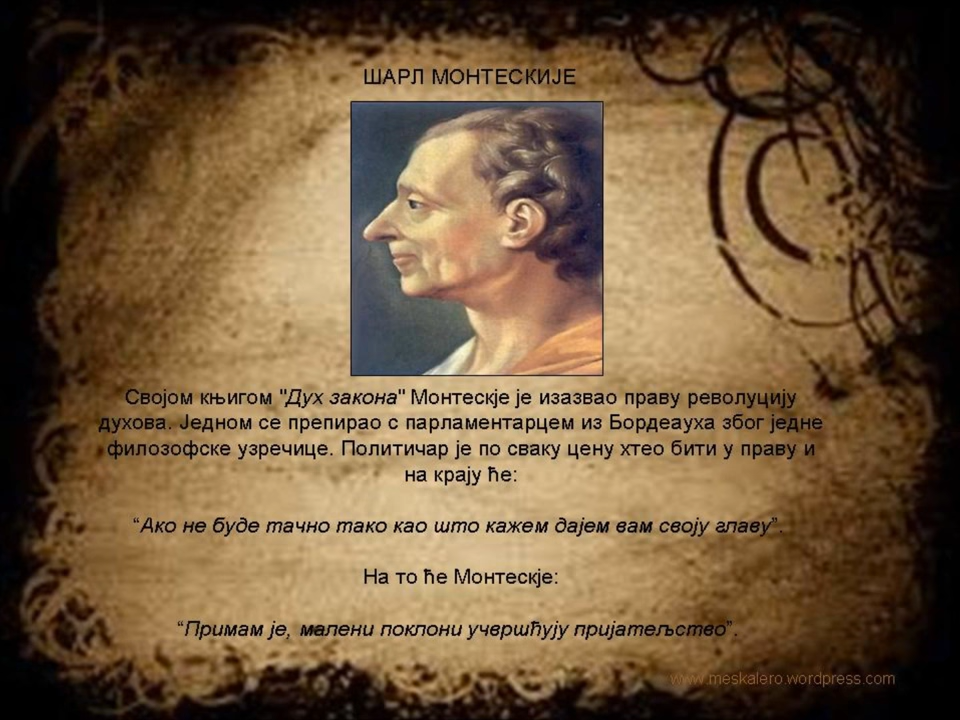 ШАРЛ МОНТЕСКИЈЕ
Својом књигом "Дух закона" Монтескје је изазвао праву револуцију
духова. Једном се препирао с парламентарцем из Бордеауха због једне
филозофске узречице. Политичар је по сваку цену хтео бити у праву и
на крају ће:
“Ако не буде тачно тако као што кажем дајем вам своју главу”.
На то ће Монтескје:
“Примам је, малени поклони учвршћују пријатељство”.
www.meskalero.wordpress.com